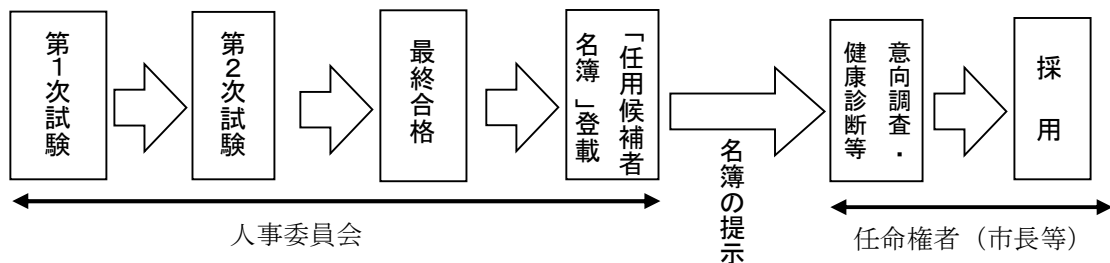 第1次試験
第2次試験
最終合格
「任用候補者
名簿」登載
名簿の提示
意向調査・
健康診断等
採用
人事委員会
任命権者（市長等）